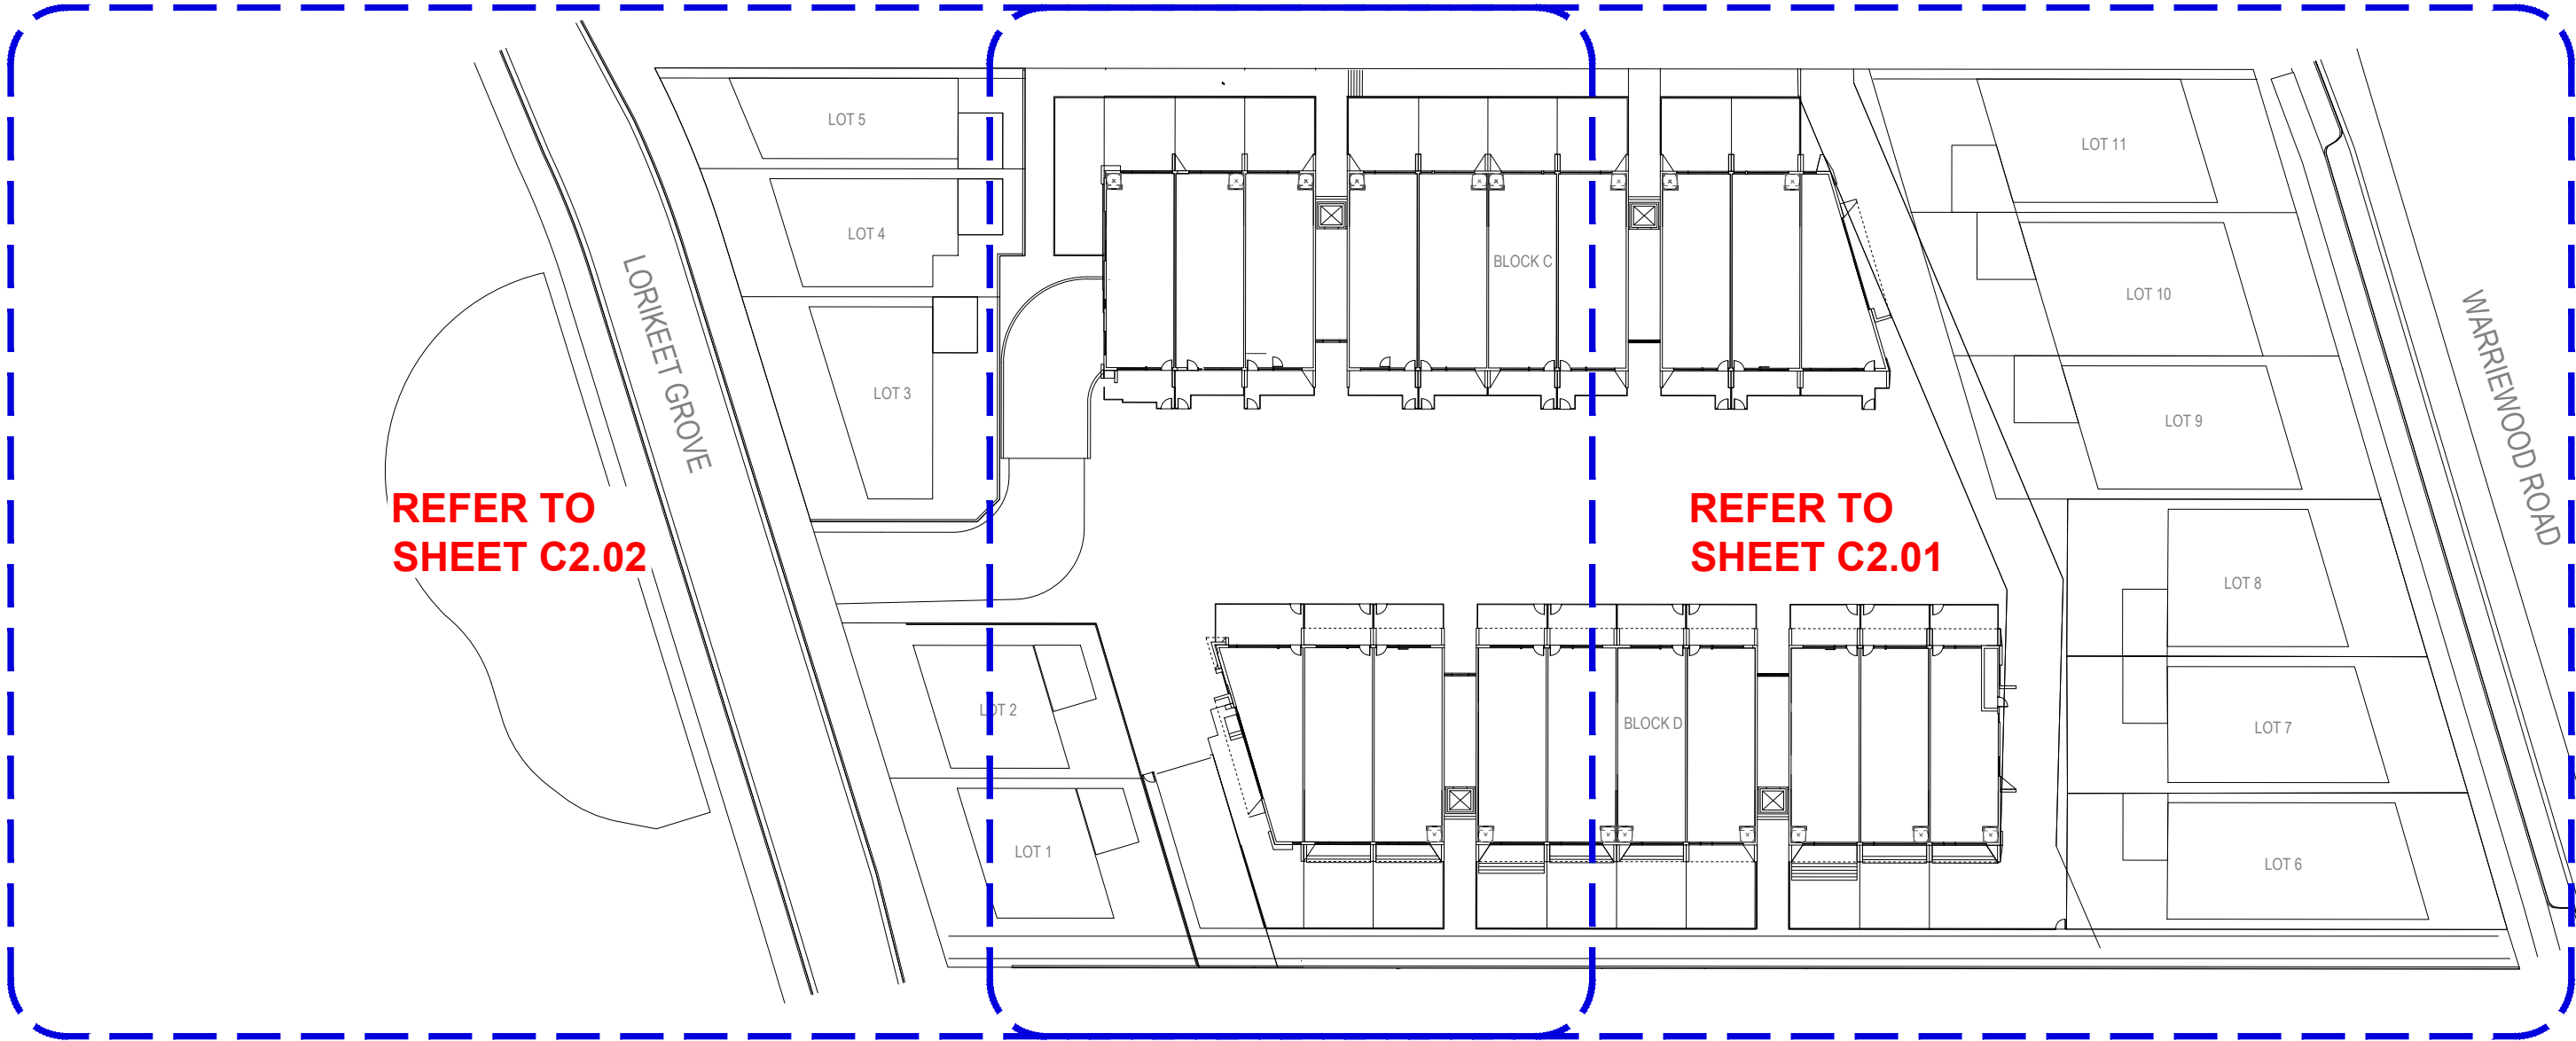 LOT 5
LOT 4
LOT 3
LORIKEET GROVE
REFER TO
SHEET C2.02
LOT 2
LOT 1
BLOCK C
BLOCK D
REFER TO
SHEET C2.01
LOT 11
LOT 10
LOT 9
LOT 8
LOT 7
LOT 6
WARRIEWOOD ROAD